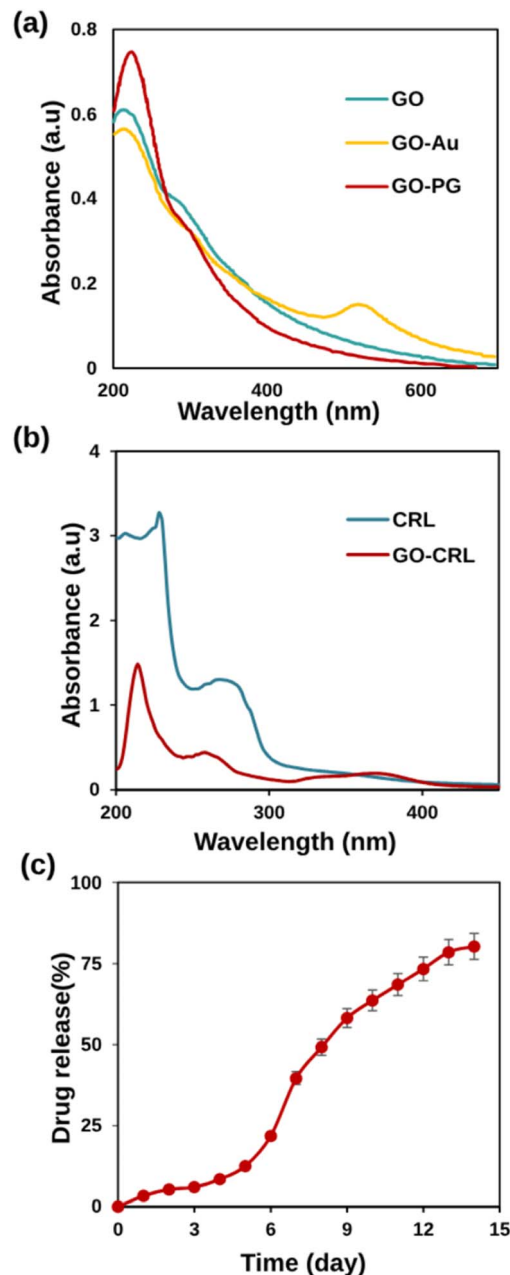 (a)
0.8
0.6
0.4
0.2
0
Absorbance (a.u)
GO
GO-Au
GO-PG
200
400
600
Wavelength (nm)
(b)
4
3
2
1
0
Absorbance (a.u)
CRL
GO-CRL
200
300
400
Wavelength (nm)
(c)
100
75
50
25
0
Drug release(%)
0
3
6
9
12
15
Time (day)